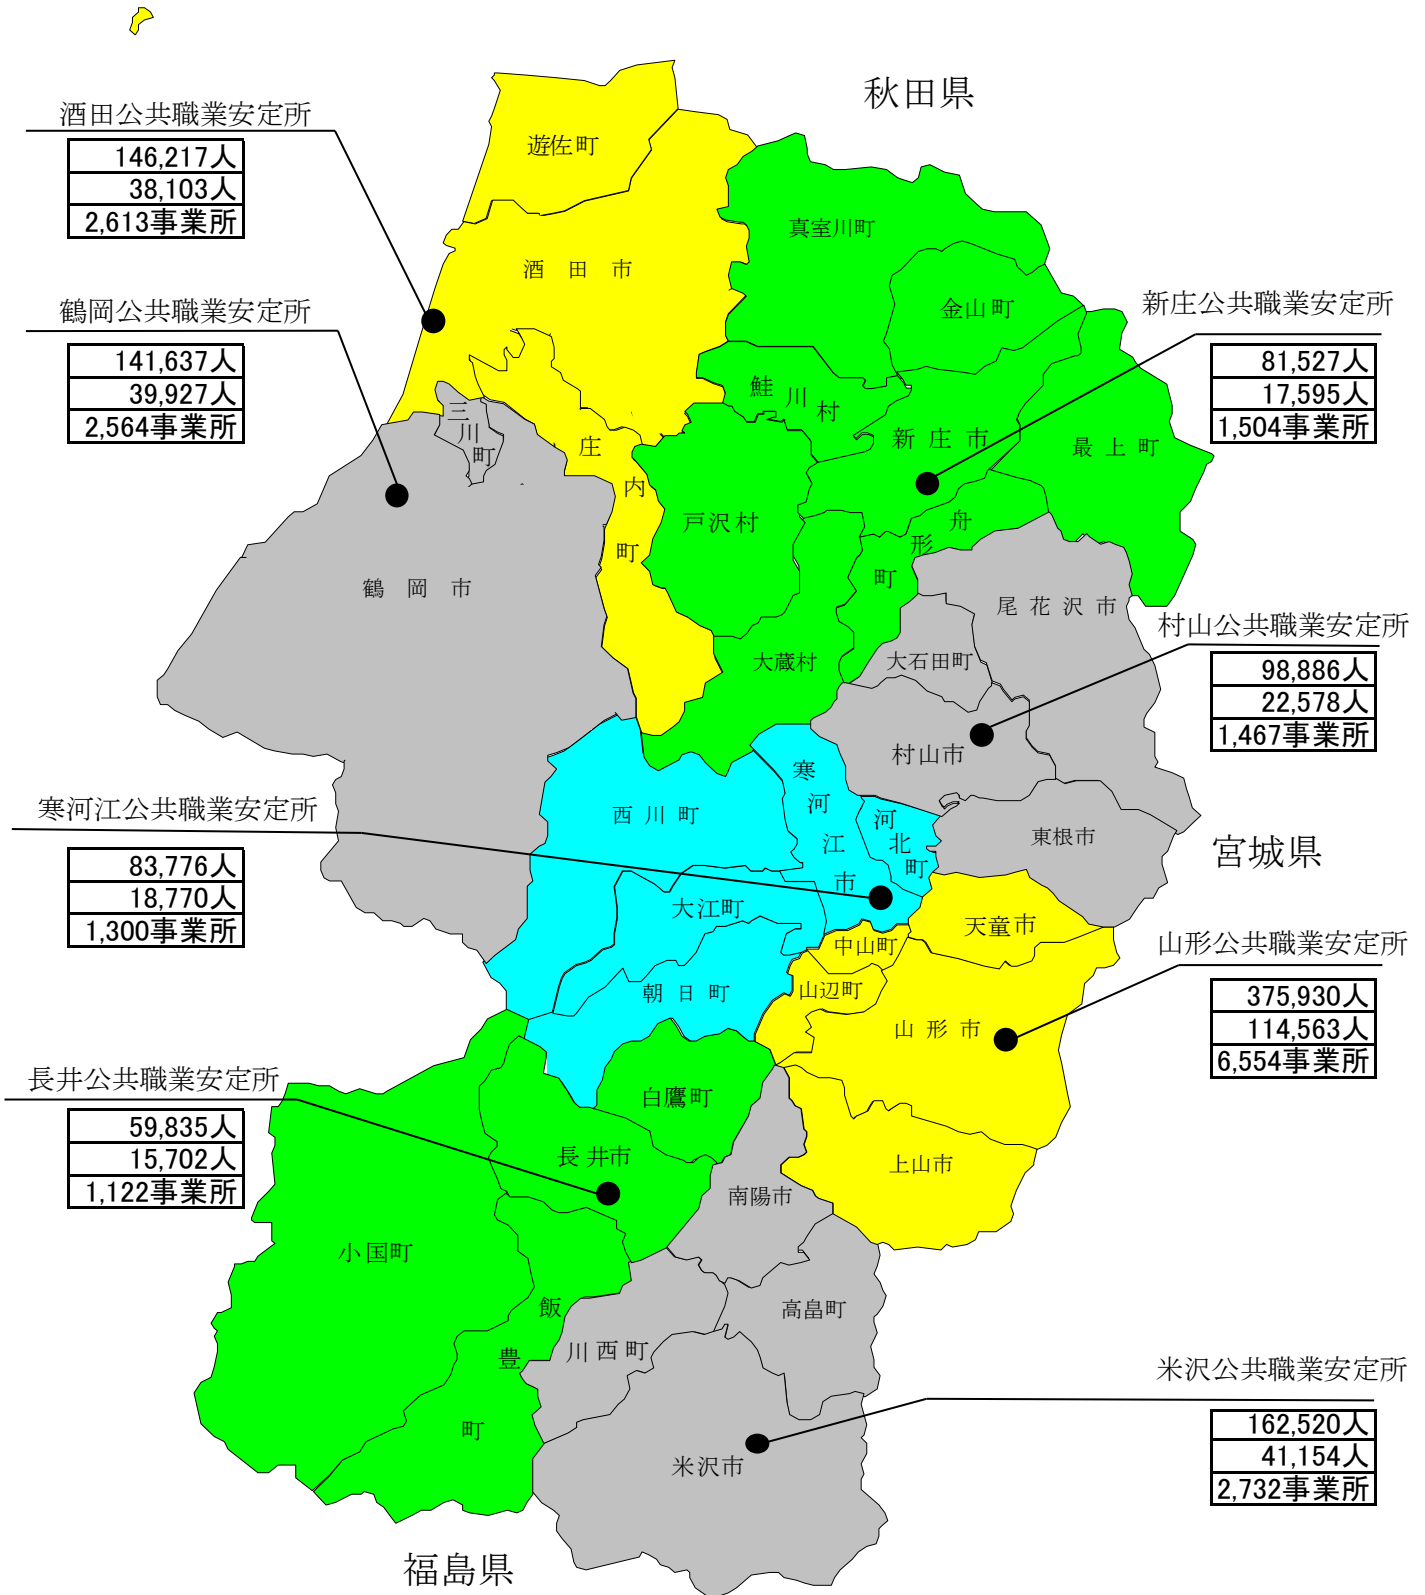 秋田県
酒田公共職業安定所
146,217人
38,103人
2,613事業所
遊佐町
真室川町
酒田市
金山町
鶴岡公共職業安定所
141,637人
39,927人
2,564事業所
新庄公共職業安定所
81,527人
17,595人
1,504事業所
鮭川村
三川町
庄内町
新庄市
最上町
戸沢村
舟形町
鶴岡市
尾花沢市
大蔵村
大石田町
村山公共職業安定所
98,886人
22,578人
1,467事業所
村山市
寒河江市
河北町
西川町
東根市
宮城県
寒河江公共職業安定所
83,776人
18,770人
1,300事業所
大江町
天童市
中山町
山辺町
朝日町
山形市
山形公共職業安定所
375,930人
114,563人
6,554事業所
長井公共職業安定所
59,835人
15,702人
1,122事業所
白鷹町
長井市
上山市
南陽市
小国町
飯豊町
高畠町
川西町
米沢公共職業安定所
162,520人
41,154人
2,732事業所
米沢市
福島県